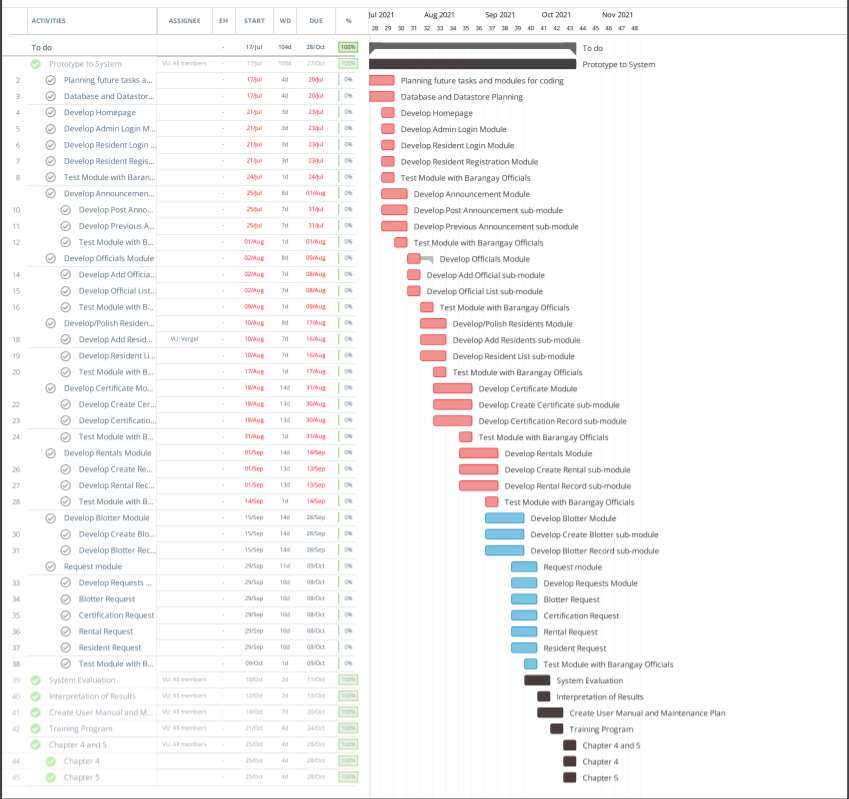 ACTIVITIES ASSIGNEE EH START WD DUE % Jul 2021 Aug 2021 Sep 2021 Oct 2021 Nov 2021
28 29 30 31 32 33 34 35 36 37 38 39 40 41 42 43 44 45 46 47 48
To do - 17/Jul 104d 28/Oct 100% To do
Prototype to System VU: All members - 17/Jul 103d 27/Oct 100% Prototype to System
2 Planning future tasks a... - 17/Jul 4d 20/Jul 0% Planning future tasks and modules for coding
3 Database and Datastor... - 17/Jul 4d 20/Jul 0% Database and Datastore Planning
4 Develop Homepage - 21/Jul 3d 23/Jul 0% Develop Homepage
5 Develop Admin Login M... - 21/Jul 3d 23/Jul 0% Develop Admin Login Module
6 Develop Resident Login ... - 21/Jul 3d 23/Jul 0% Develop Resident Login Module
7 Develop Resident Regis... - 21/Jul 3d 23/Jul 0% Develop Resident Registration Module
8 Test Module with Baran... - 24/Jul 1d 24/Jul 0% Test Module with Barangay Officials
Develop Announcemen... - 25/Jul 8d 01/Aug 0% Develop Announcement Module
10 Develop Post Anno... - 25/Jul 7d 31/Jul 0% Develop Post Announcement sub-module
11 Develop Previous A... - 25/Jul 7d 31/Jul 0% Develop Previous Announcement sub-module
12 Test Module with B... - 01/Aug 1d 01/Aug 0% Test Module with Barangay Officials
Develop Officials Module - 02/Aug 8d 09/Aug 0% Develop Officials Module
14 Develop Add Officia... - 02/Aug 7d 08/Aug 0% Develop Add Official sub-module
15 Develop Official List... - 02/Aug 7d 08/Aug 0% Develop Official List sub-module
16 Test Module with B... - 09/Aug 1d 09/Aug 0% Test Module with Barangay Officials
Develop/Polish Residen... - 10/Aug 8d 17/Aug 0% Develop/Polish Residents Module
18 Develop Add Resid... VU: Vergel - 10/Aug 7d 16/Aug 0% Develop Add Residents sub-module
19 Develop Resident Li... - 10/Aug 7d 16/Aug 0% Develop Resident List sub-module
20 Test Module with B... - 17/Aug 1d 17/Aug 0% Test Module with Barangay Officials
Develop Certificate Mo... - 18/Aug 14d 31/Aug 0% Develop Certificate Module
22 Develop Create Cer... - 18/Aug 13d 30/Aug 0% Develop Create Certificate sub-module
23 Develop Certificatio... - 18/Aug 13d 30/Aug 0% Develop Certification Record sub-module
24 Test Module with B... - 31/Aug 1d 31/Aug 0% Test Module with Barangay Officials
Develop Rentals Module - 01/Sep 14d 14/Sep 0% Develop Rentals Module
26 Develop Create Re... - 01/Sep 13d 13/Sep 0% Develop Create Rental sub-module
27 Develop Rental Rec... - 01/Sep 13d 13/Sep 0% Develop Rental Record sub-module
28 Test Module with B... - 14/Sep 1d 14/Sep 0% Test Module with Barangay Officials
Develop Blotter Module - 15/Sep 14d 28/Sep 0% Develop Blotter Module
30 Develop Create Blo... - 15/Sep 14d 28/Sep 0% Develop Create Blotter sub-module
31 Develop Blotter Rec... - 15/Sep 14d 28/Sep 0% Develop Blotter Record sub-module
Request module - 29/Sep 11d 09/Oct 0% Request module
33 Develop Requests ... - 29/Sep 10d 08/Oct 0% Develop Requests Module
34 Blotter Request - 29/Sep 10d 08/Oct 0% Blotter Request
35 Certification Request - 29/Sep 10d 08/Oct 0% Certification Request
36 Rental Request - 29/Sep 10d 08/Oct 0% Rental Request
37 Resident Request - 29/Sep 10d 08/Oct 0% Resident Request
38 Test Module with B... - 09/Oct 1d 09/Oct 0% Test Module with Barangay Officials
39 System Evaluation VU: All members - 10/Oct 2d 11/Oct 100% System Evaluation
40 Interpretation of Results VU: All members - 12/Oct 2d 13/Oct 100% Interpretation of Results
41 Create User Manual and M... VU: All members - 14/Oct 7d 20/Oct 100% Create User Manual and Maintenance Plan
42 Training Program VU: All members - 21/Oct 4d 24/Oct 100% Training Program
Chapter 4 and 5 VU: All members - 25/Oct 4d 28/Oct 100% Chapter 4 and 5
44 Chapter 4 - 25/Oct 4d 28/Oct 100% Chapter 4
45 Chapter 5 - 25/Oct 4d 28/Oct 100% Chapter 5